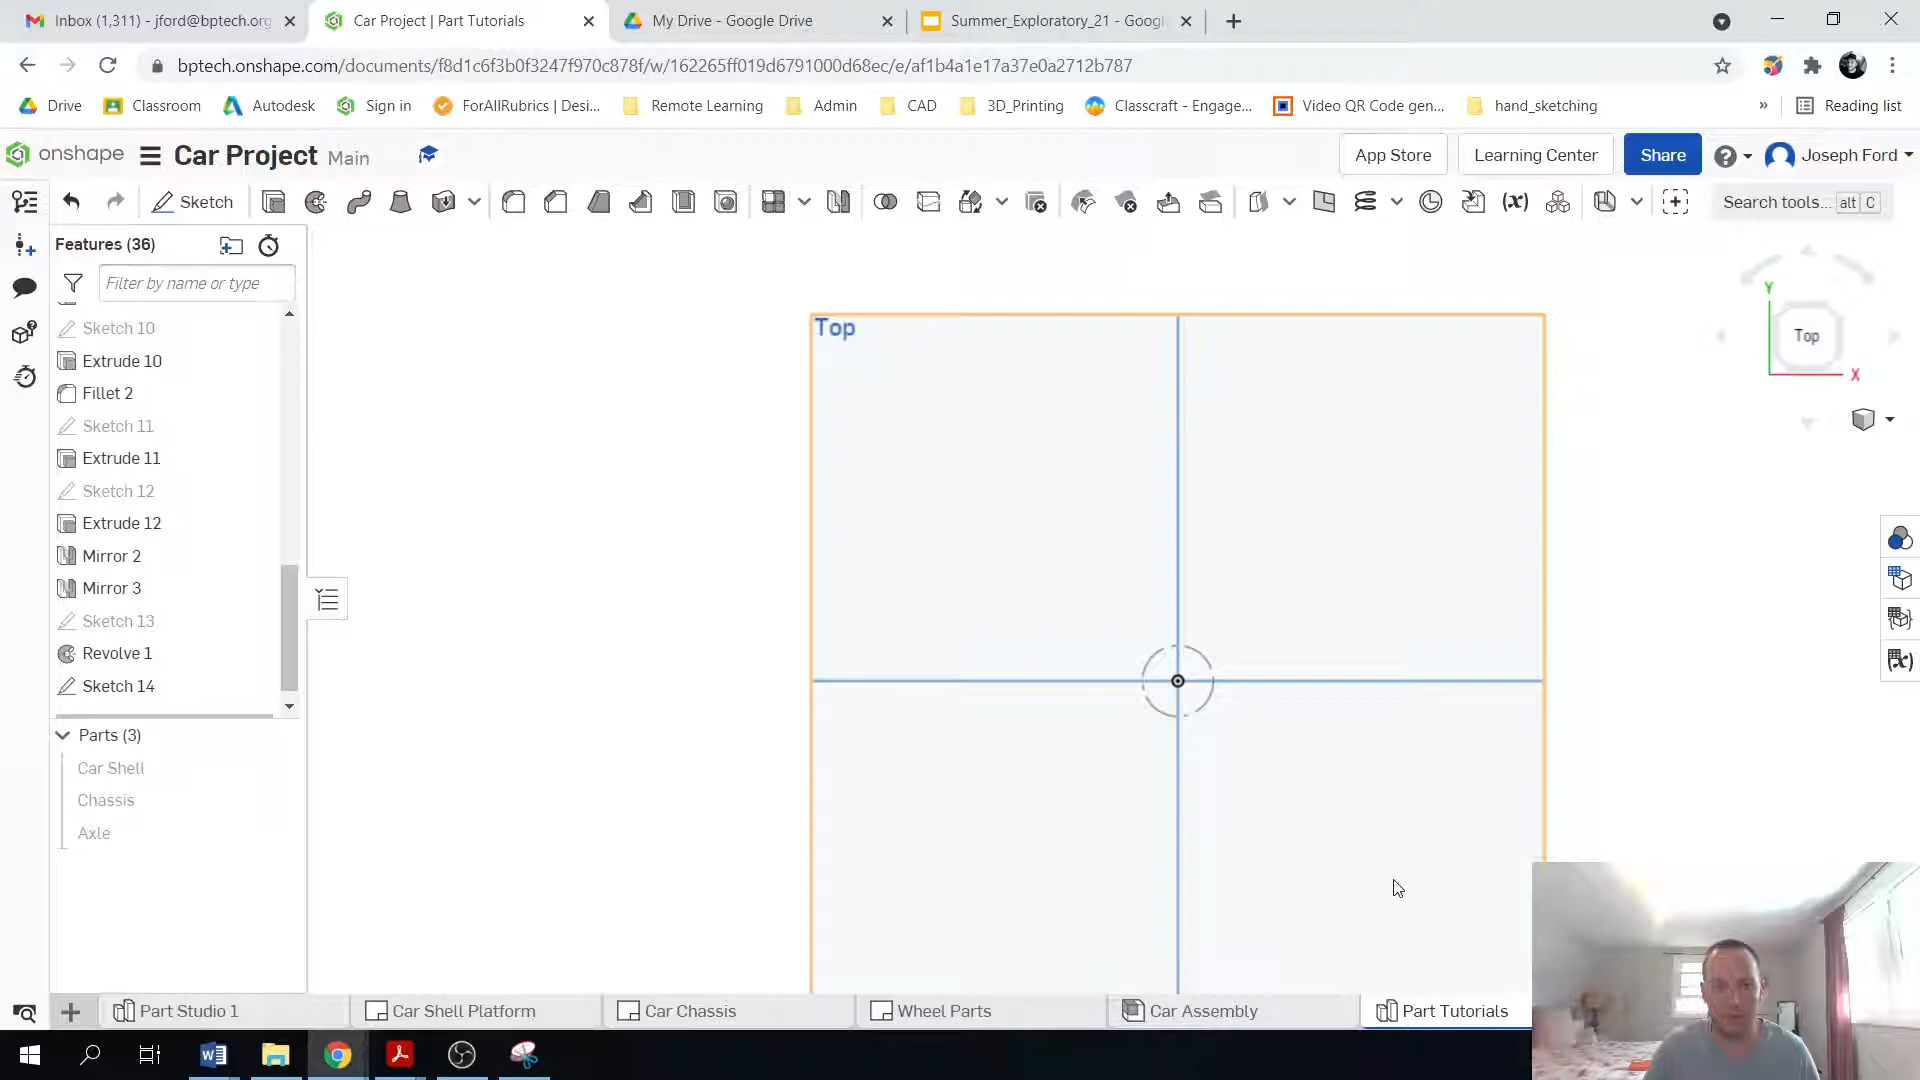 Inbox (1,311) - jford@bptech.org
Car Project | Part Tutorials
My Drive - Google Drive
Summer_Exploratory_21 - Googl
bptech.onshape.com/documents/f8d1c6f3b0f3247f970c878f/w/162265ff019d6791000d68ec/e/af1b4a1e17a37e0a2712b787
Drive
Classroom
Autodesk
Sign in
ForAllRubrics | Desi...
Remote Learning
Admin
CAD
3D_Printing
Classcraft - Engage...
Video QR Code gen...
hand_sketching
»
Reading list
onshape
Car Project Main
App Store
Learning Center
Share
Joseph Ford
Sketch
(x)
Search tools... alt C
Features (36)
Filter by name or type
Sketch 10
Extrude 10
Fillet 2
Sketch 11
Extrude 11
Sketch 12
Extrude 12
Mirror 2
Mirror 3
Sketch 13
Revolve 1
Sketch 14
Parts (3)
Car Shell
Chassis
Axle
Top
Y
Top
X
(x)
Part Studio 1
Car Shell Platform
Car Chassis
Wheel Parts
Car Assembly
Part Tutorials